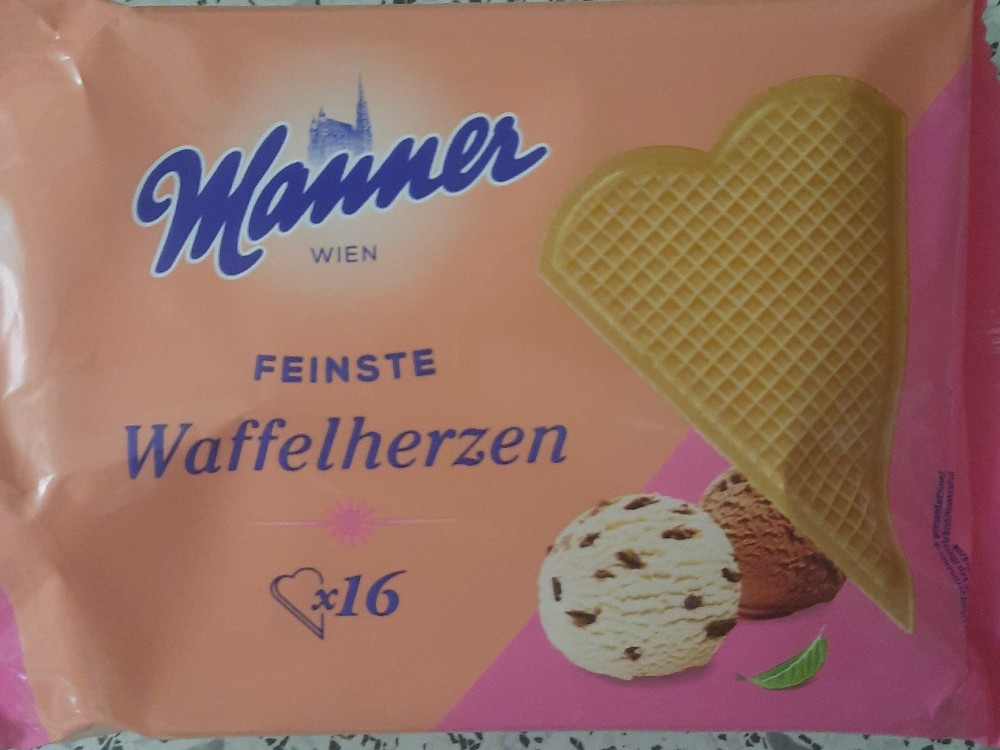 Manner
WIEN
FEINSTE
Waffelherzen
x16